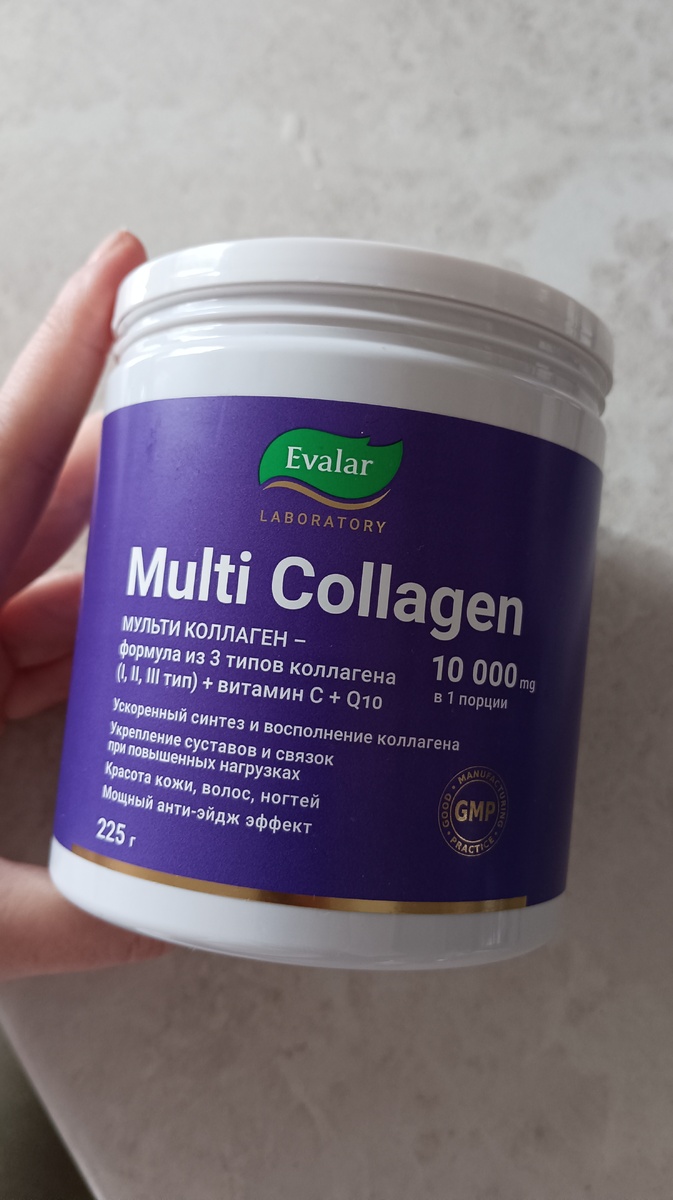 Evalar
LABORATORY
Multi Collagen
МУЛЬТИ КОЛЛАГЕН –
формула из 3 типов коллагена
(I, II, III тип) + витамин С + Q10
10 000 mg
в 1 порции
Ускоренный синтез и восполнение коллагена
Укрепление суставов и связок
при повышенных нагрузках
Красота кожи, волос, ногтей
Мощный анти-эйдж эффект
225 г
GOOD • MANUFACTURING • PRACTICE •
GMP